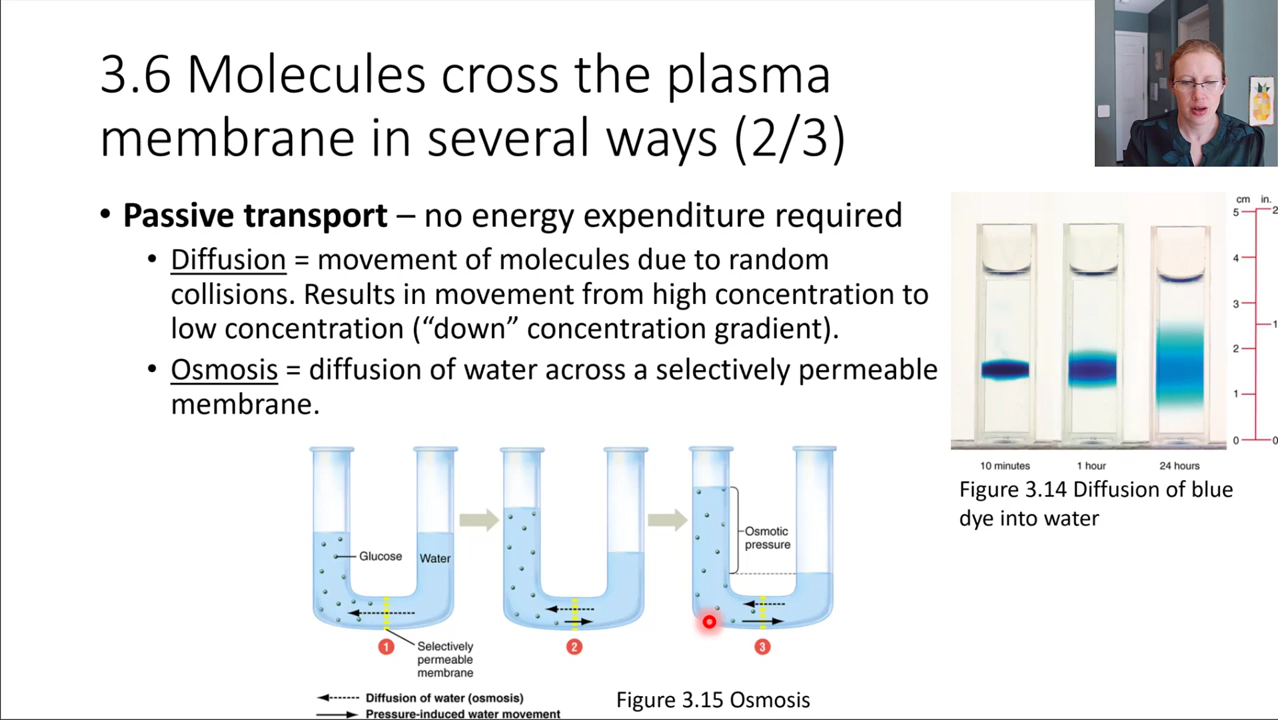 3.6 Molecules cross the plasma
membrane in several ways (2/3)
• Passive transport – no energy expenditure required
• Diffusion = movement of molecules due to random
collisions. Results in movement from high concentration to
low concentration (“down” concentration gradient).
• Osmosis = diffusion of water across a selectively permeable
membrane.
cm in.
5 2
4
3
1
2
1
0 0
10 minutes 1 hour 24 hours
Figure 3.14 Diffusion of blue
dye into water
Glucose Water
Osmotic
pressure
1 2 3
Selectively
permeable
membrane
Diffusion of water (osmosis)
Pressure-induced water movement
Figure 3.15 Osmosis